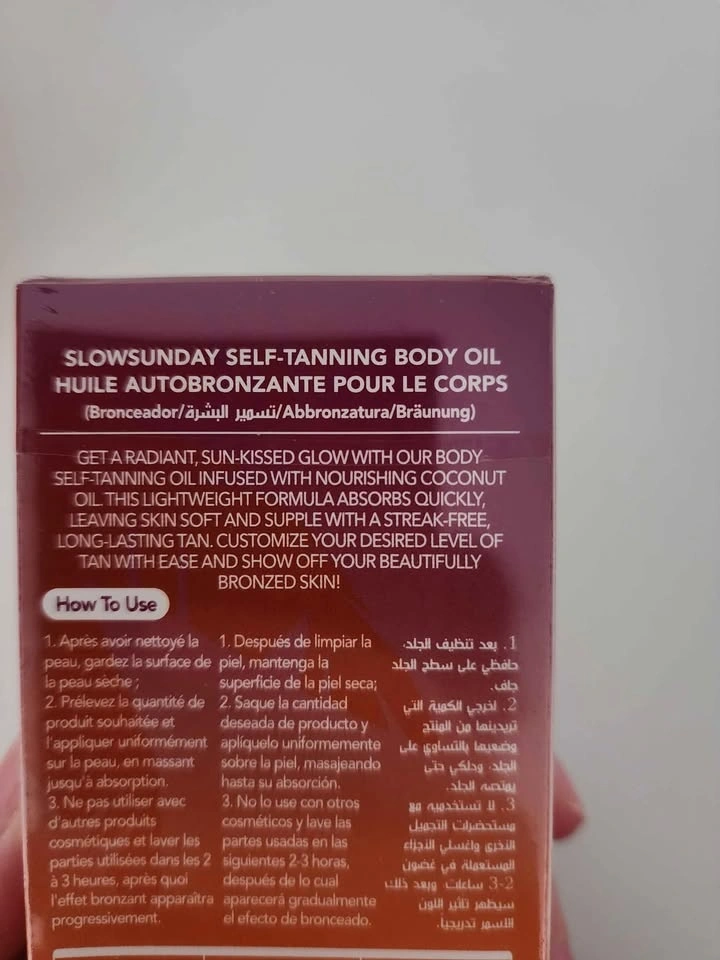 SLOWSUNDAY SELF-TANNING BODY OIL
HUILE AUTOBRONZANTE POUR LE CORPS
(Bronceador/تسمير البشرة/Abbronzatura/Bräunung)
GET A RADIANT, SUN-KISSED GLOW WITH OUR BODY
SELF-TANNING OIL INFUSED WITH NOURISHING COCONUT
OIL. THIS LIGHTWEIGHT FORMULA ABSORBS QUICKLY,
LEAVING SKIN SOFT AND SUPPLE WITH A STREAK-FREE,
LONG-LASTING TAN. CUSTOMIZE YOUR DESIRED LEVEL OF
TAN WITH EASE AND SHOW OFF YOUR BEAUTIFULLY
BRONZED SKIN!
How To Use
1. Après avoir nettoyé la
peau, gardez la surface de
la peau sèche ;
2. Prélevez la quantité de
produit souhaitée et
l'appliquer uniformément
sur la peau, en massant
jusqu'à absorption.
3. Ne pas utiliser avec
d'autres produits
cosmétiques et laver les
parties utilisées dans les 2
à 3 heures, après quoi
l'effet bronzant apparaîtra
progressivement.
1. Después de limpiar la
piel, mantenga la
superficie de la piel seca;
2. Saque la cantidad
deseada de producto y
aplíquelo uniformemente
sobre la piel, masajeando
hasta su absorción.
3. No lo use con otros
cosméticos y lave las
partes usadas en las
siguientes 2-3 horas,
después de lo cual
aparecerá gradualmente
el efecto de bronceado.
1. بعد تنظيف الجلد،
حافظي على سطح الجلد
جاف.
2. اخرجي الكمية التي
تريدينها من المنتج
وضعيها بالتساوي على
الجلد، ودلكي حتى
يمتصه الجلد.
3. لا تستخدميه مع
مستحضرات التجميل
الأخرى واغسلي الأجزاء
المستعملة في غضون
2-3 ساعات، وبعد ذلك
سيظهر تأثير اللون
الأسمر تدريجيا.